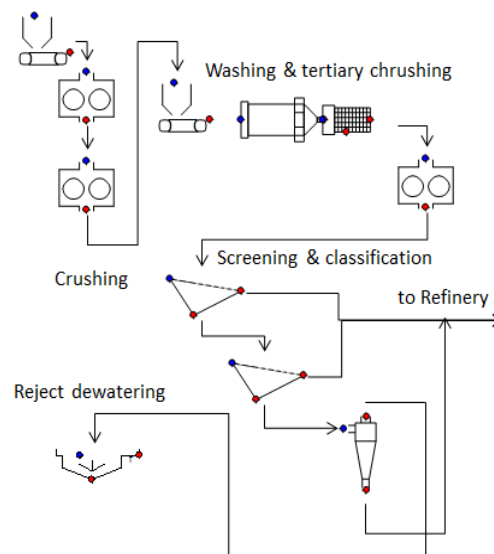 Washing & tertiary chrushing
Screening & classification
Crushing
to Refinery
Reject dewatering